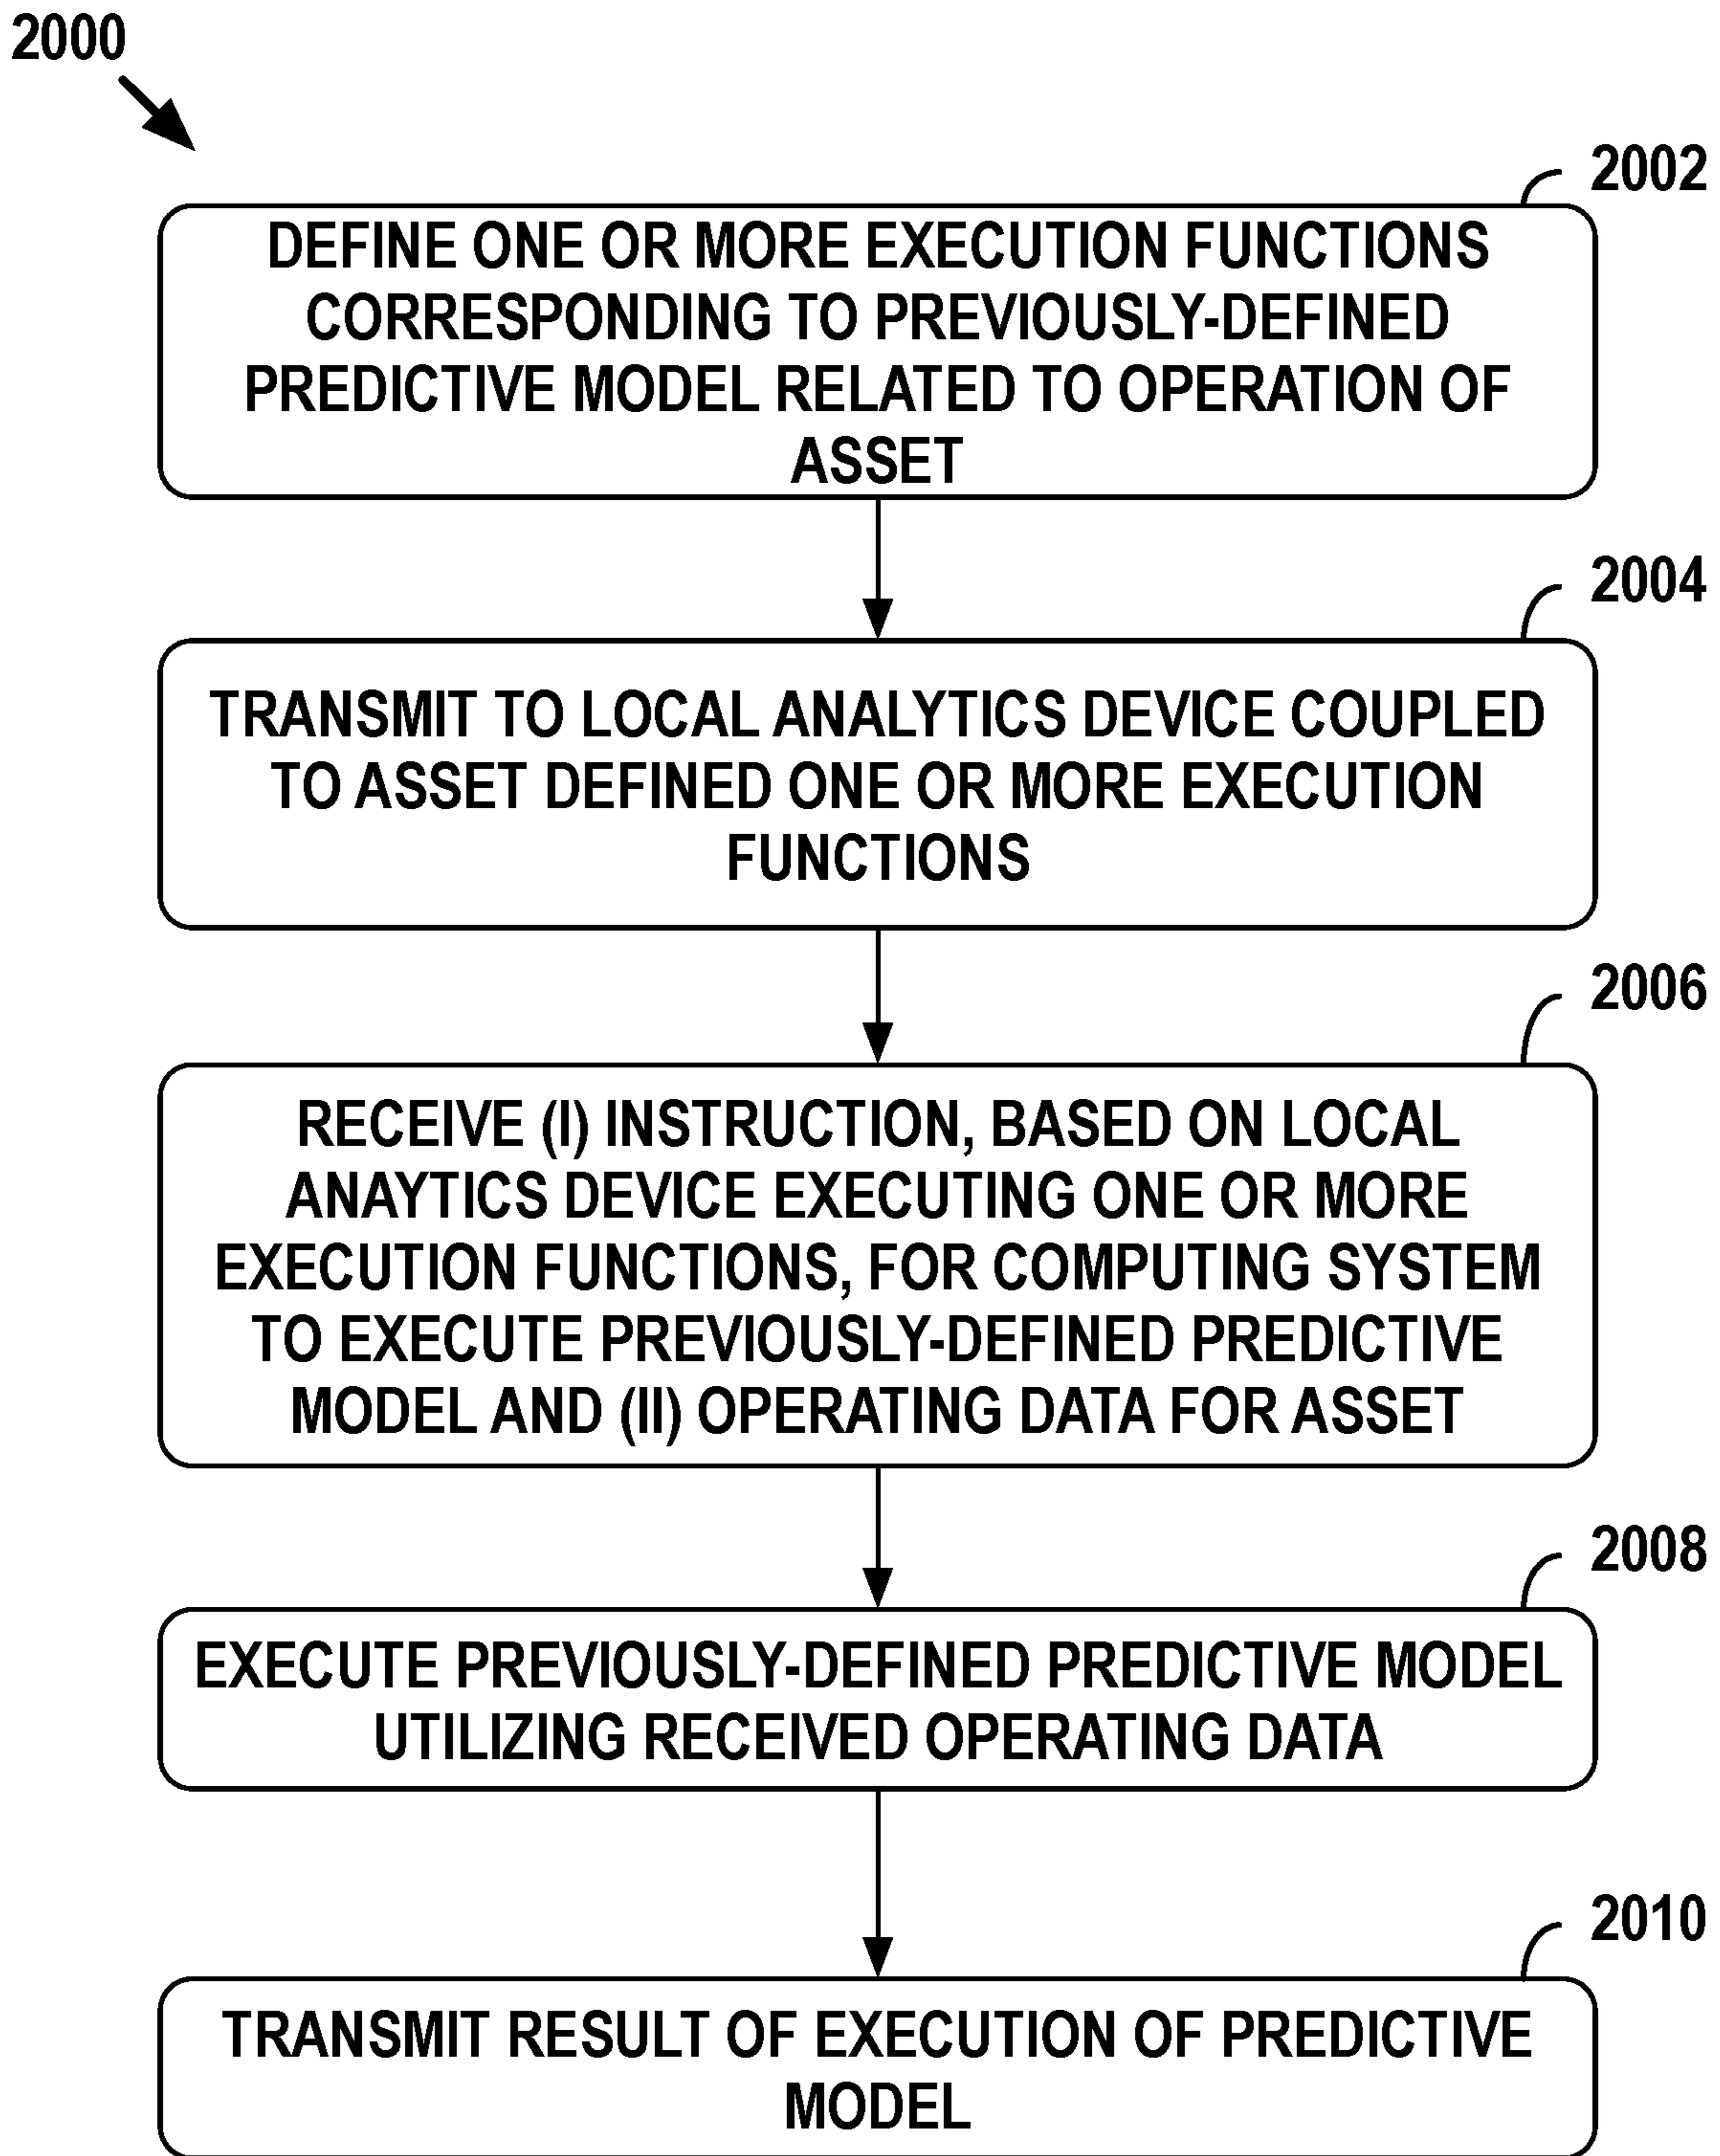 2000
2002
DEFINE ONE OR MORE EXECUTION FUNCTIONS
CORRESPONDING TO PREVIOUSLY-DEFINED
PREDICTIVE MODEL RELATED TO OPERATION OF
ASSET
2004
TRANSMIT TO LOCAL ANALYTICS DEVICE COUPLED
TO ASSET DEFINED ONE OR MORE EXECUTION
FUNCTIONS
2006
RECEIVE (I) INSTRUCTION, BASED ON LOCAL
ANAYTICS DEVICE EXECUTING ONE OR MORE
EXECUTION FUNCTIONS, FOR COMPUTING SYSTEM
TO EXECUTE PREVIOUSLY-DEFINED PREDICTIVE
MODEL AND (II) OPERATING DATA FOR ASSET
2008
EXECUTE PREVIOUSLY-DEFINED PREDICTIVE MODEL
UTILIZING RECEIVED OPERATING DATA
2010
TRANSMIT RESULT OF EXECUTION OF PREDICTIVE
MODEL